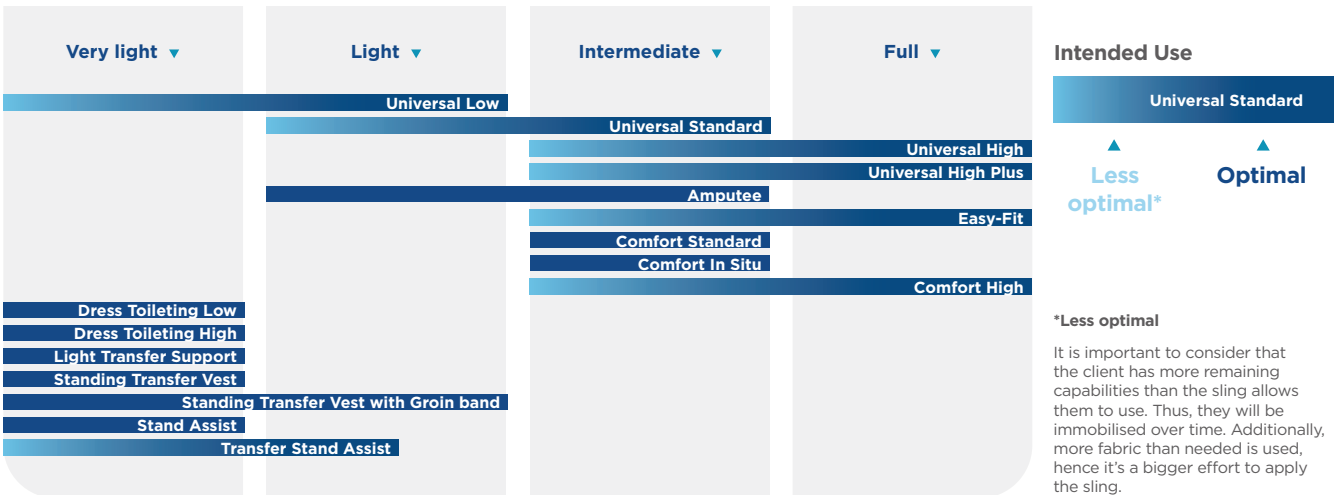 Very light
Light
Intermediate
Full
Universal Low
Universal Standard
Universal High
Universal High Plus
Amputee
Easy-Fit
Comfort Standard
Comfort In Situ
Comfort High
Dress Toileting Low
Dress Toileting High
Light Transfer Support
Standing Transfer Vest
Standing Transfer Vest with Groin band
Stand Assist
Transfer Stand Assist
Intended Use
Universal Standard
Less
optimal*
Optimal
*Less optimal
It is important to consider that
the client has more remaining
capabilities than the sling allows
them to use. Thus, they will be
immobilised over time. Additionally,
more fabric than needed is used,
hence it's a bigger effort to apply
the sling.